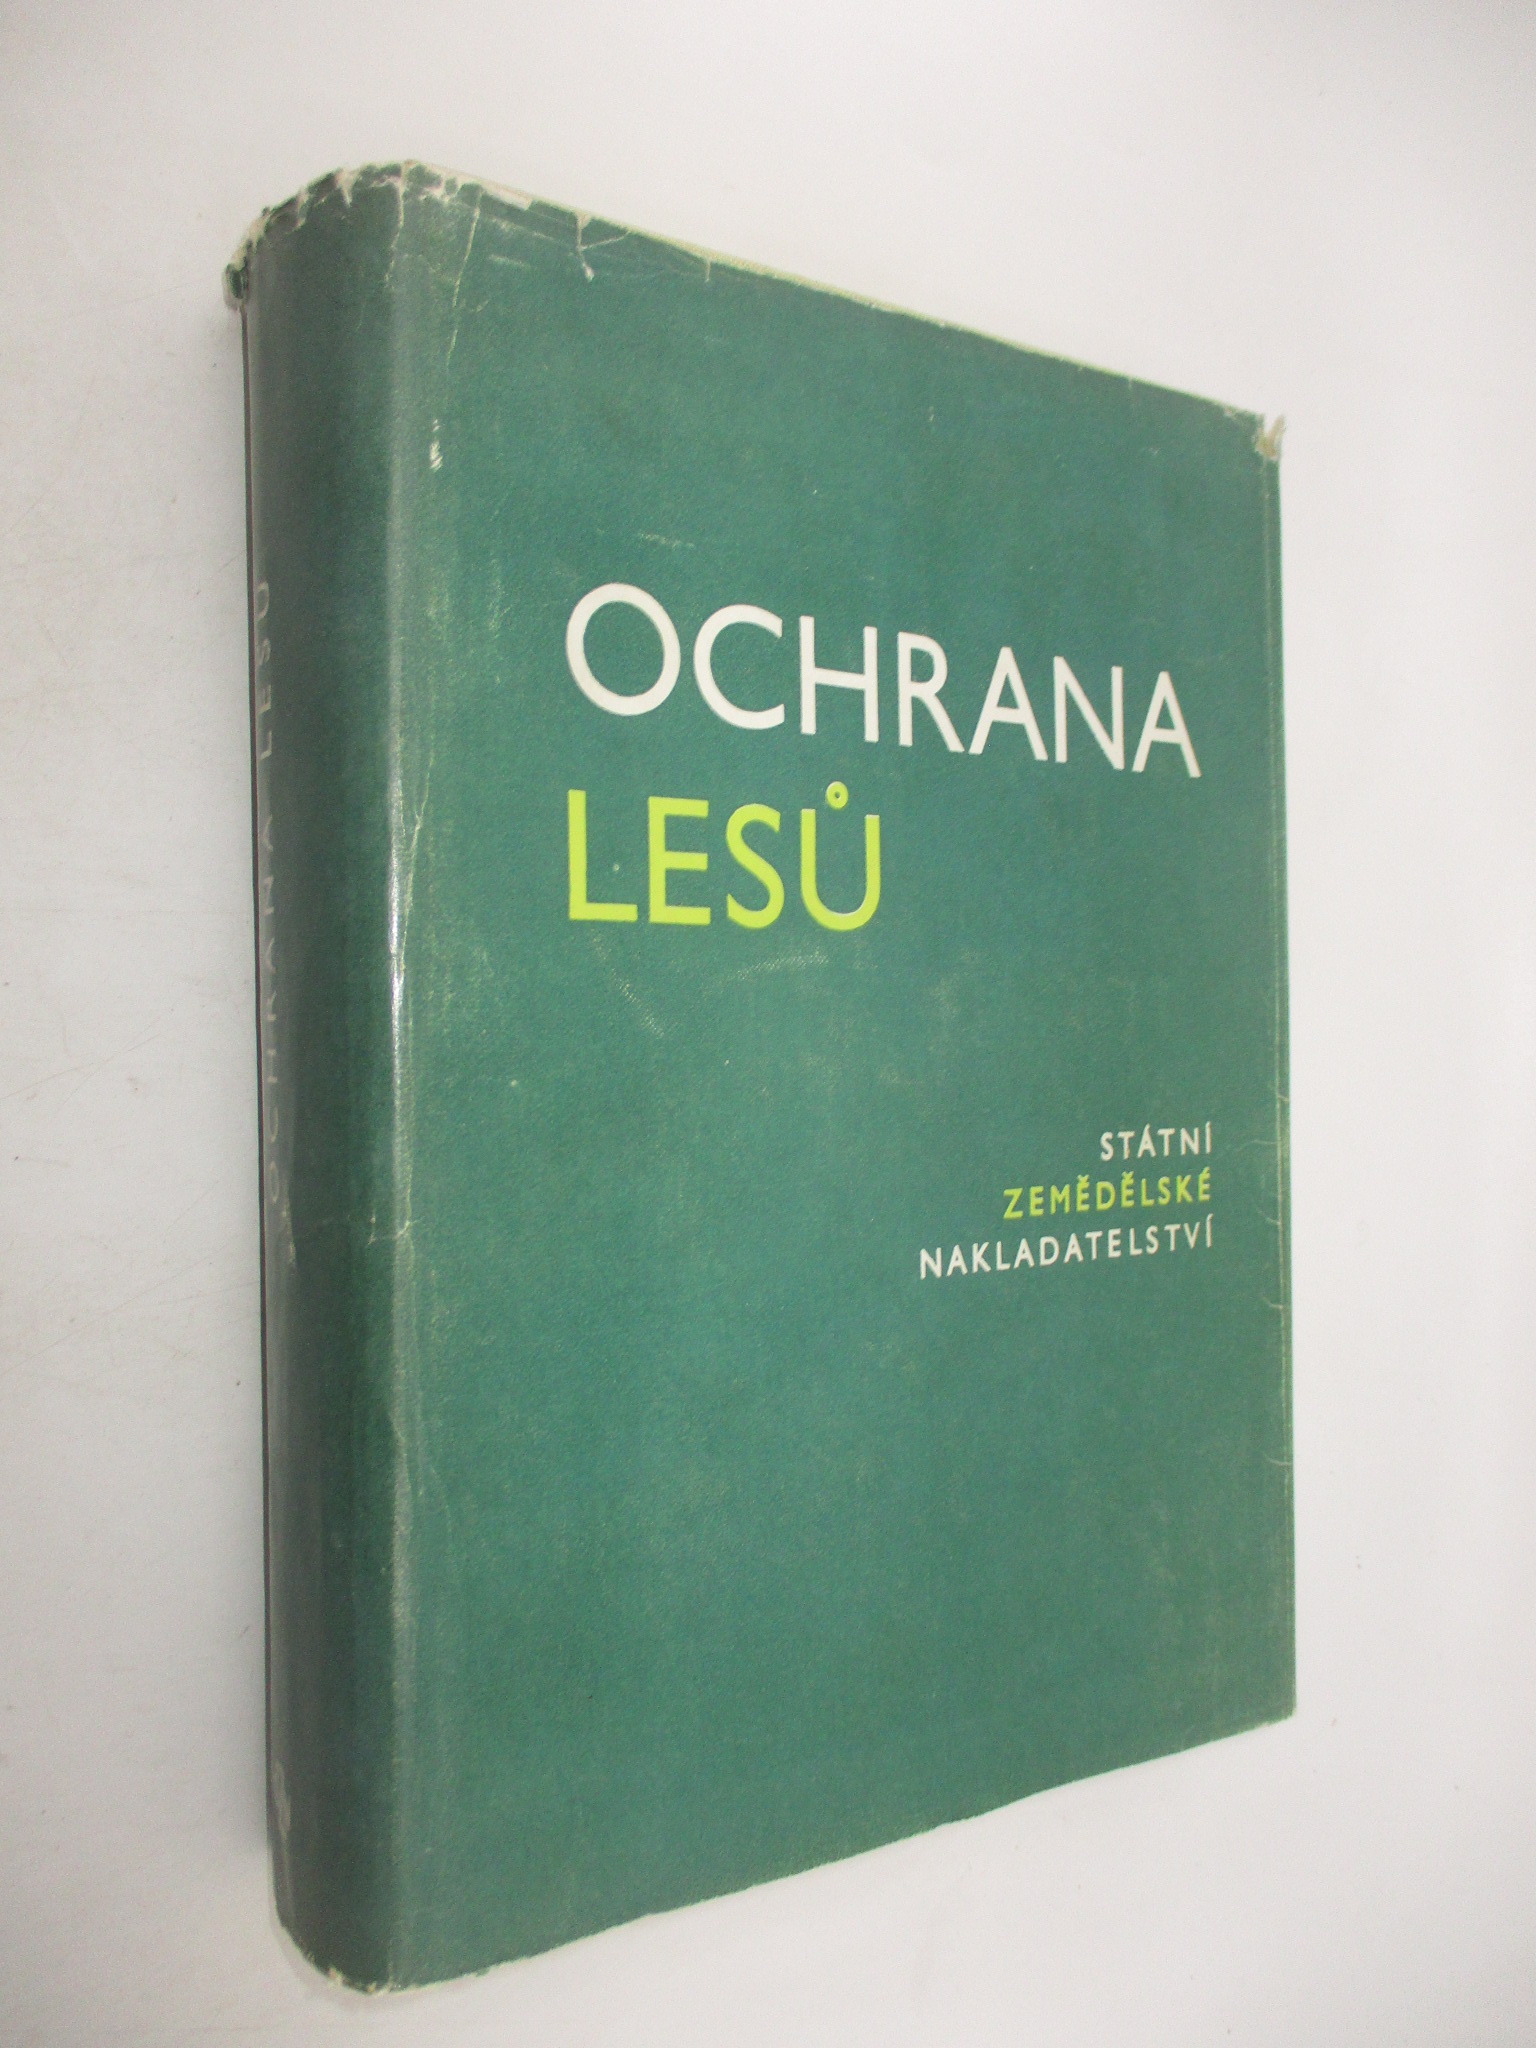 OCHRANA
LESŮ
STÁTNÍ
ZEMĚDĚLSKÉ
NAKLADATELSTVÍ
OCHRANA LESŮ